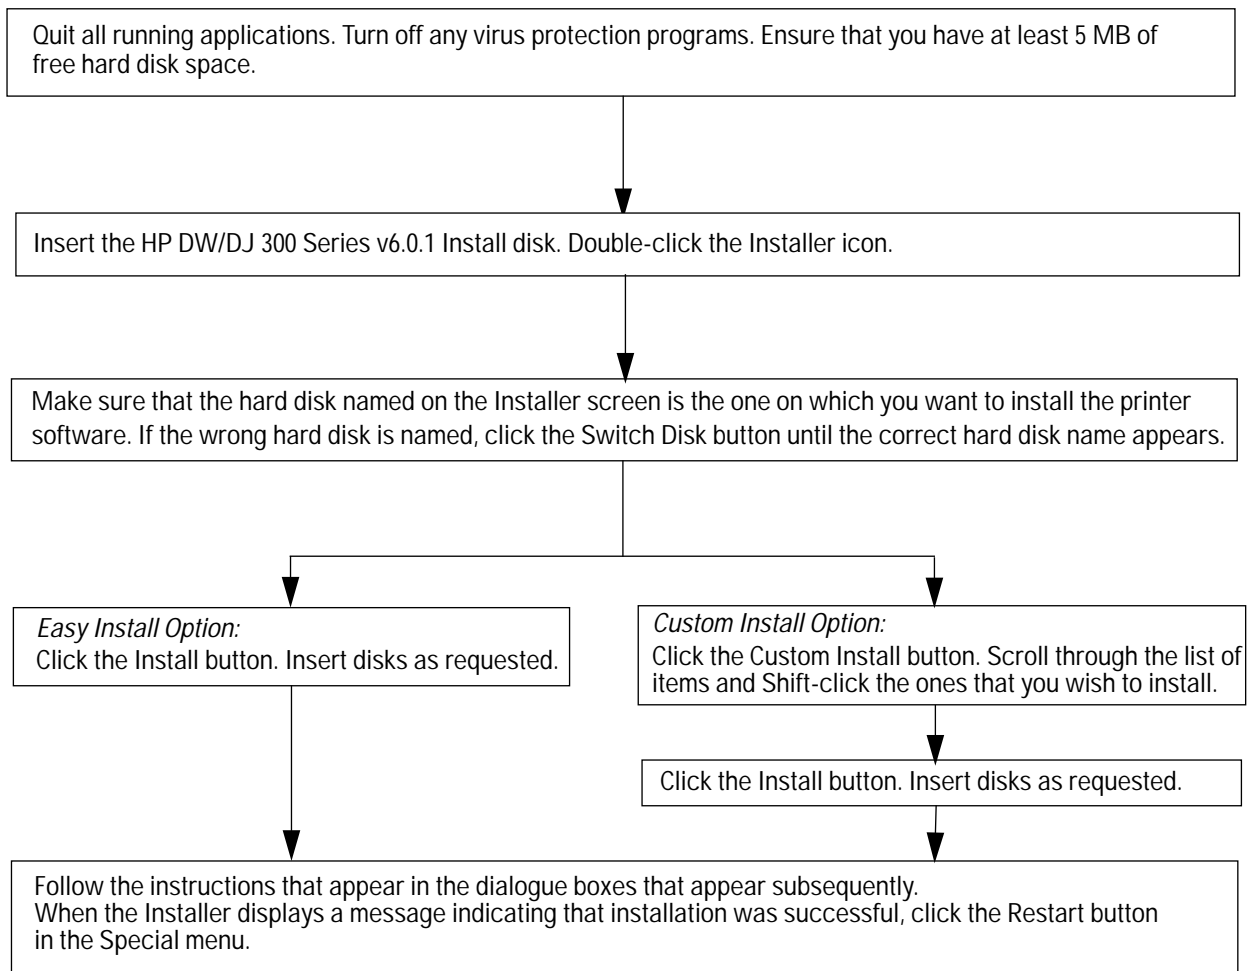 Quit all running applications. Turn off any virus protection programs. Ensure that you have at least 5 MB of
free hard disk space.
Insert the HP DW/DJ 300 Series v6.0.1 Install disk. Double-click the Installer icon.
Make sure that the hard disk named on the Installer screen is the one on which you want to install the printer
software. If the wrong hard disk is named, click the Switch Disk button until the correct hard disk name appears.
Easy Install Option:
Click the Install button. Insert disks as requested.
Custom Install Option:
Click the Custom Install button. Scroll through the list of
items and Shift-click the ones that you wish to install.
Click the Install button. Insert disks as requested.
Follow the instructions that appear in the dialogue boxes that appear subsequently.
When the Installer displays a message indicating that installation was successful, click the Restart button
in the Special menu.